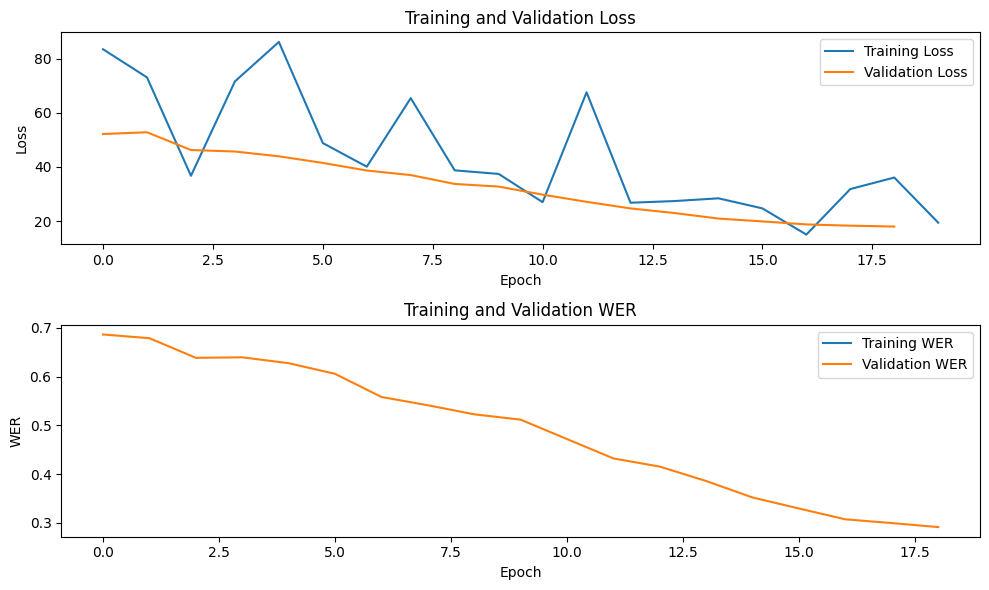 Training and Validation Loss
Training Loss
Validation Loss
80
60
40
20
Loss
0.0 2.5 5.0 7.5 10.0 12.5 15.0 17.5
Epoch
Training and Validation WER
Training WER
Validation WER
0.7
0.6
0.5
0.4
0.3
WER
0.0 2.5 5.0 7.5 10.0 12.5 15.0 17.5
Epoch